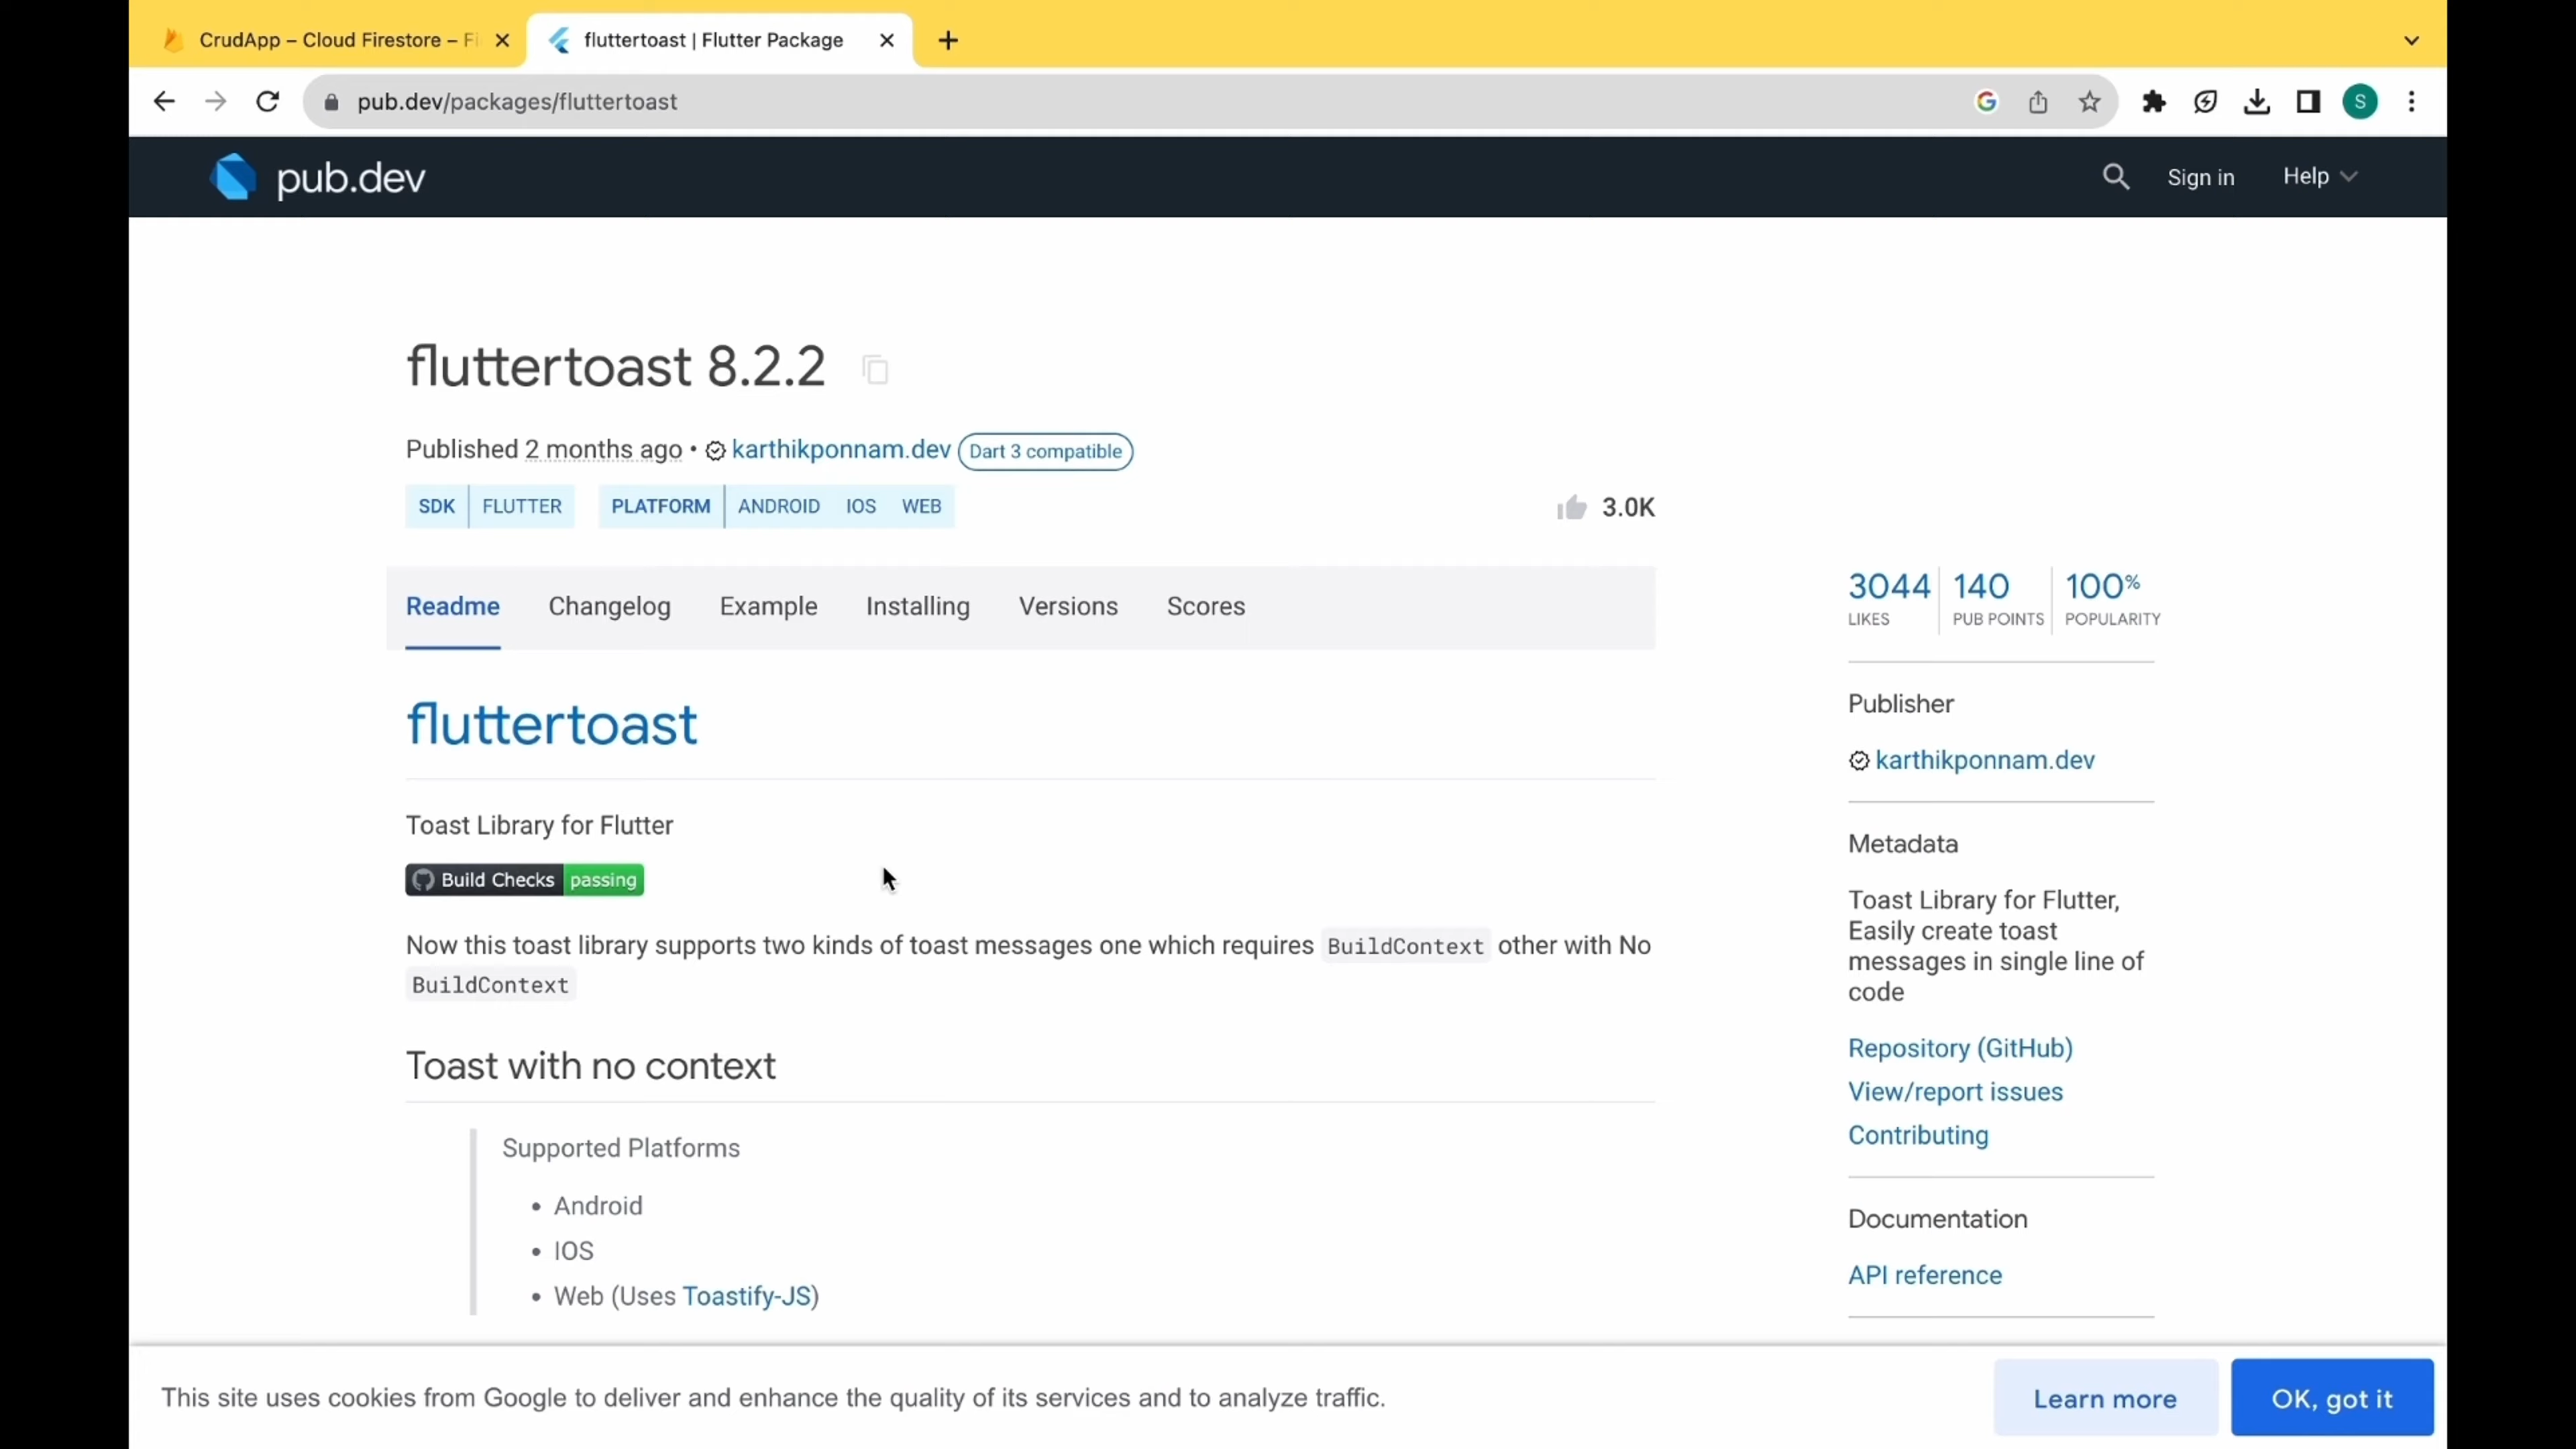 CrudApp – Cloud Firestore – Fi
fluttertoast | Flutter Package
pub.dev/packages/fluttertoast
S
pub.dev
Sign in
Help
fluttertoast 8.2.2
Published 2 months ago • karthikponnam.dev Dart 3 compatible
SDK FLUTTER PLATFORM ANDROID IOS WEB
3.0K
Readme Changelog Example Installing Versions Scores
3044 LIKES
140 PUB POINTS
100% POPULARITY
fluttertoast
Toast Library for Flutter
Build Checks passing
Now this toast library supports two kinds of toast messages one which requires BuildContext other with No
BuildContext
Toast with no context
Supported Platforms
• Android
• IOS
• Web (Uses Toastify-JS)
Publisher
karthikponnam.dev
Metadata
Toast Library for Flutter,
Easily create toast
messages in single line of
code
Repository (GitHub)
View/report issues
Contributing
Documentation
API reference
This site uses cookies from Google to deliver and enhance the quality of its services and to analyze traffic.
Learn more
OK, got it